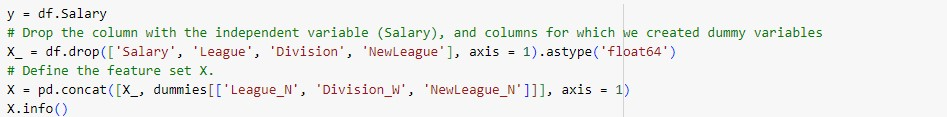 y = df.Salary
# Drop the column with the independent variable (Salary), and columns for which we created dummy variables
X_ = df.drop(['Salary', 'League', 'Division', 'NewLeague'], axis = 1).astype('float64')
# Define the feature set X.
X = pd.concat([X_, dummies[['League_N', 'Division_W', 'NewLeague_N']]], axis = 1)
X.info()